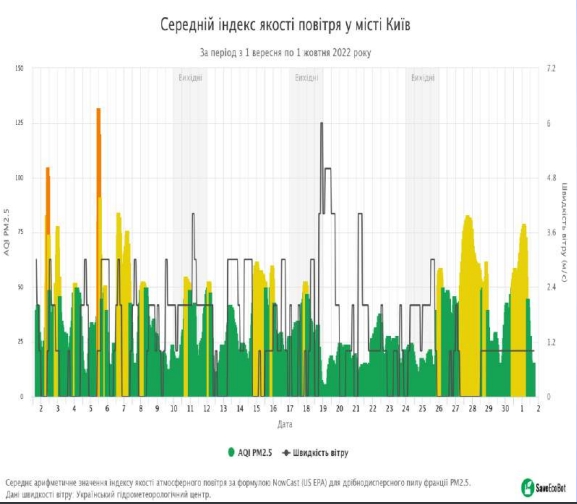 Середній індекс якості повітря у місті Київ
За період з 1 вересня по 1 жовтня 2022 року
150 7.2
Вихідні Вихідні Вихідні
125 6
100 4.8
75 3.6
50 2.4
25 1.2
0 0
AQI PM2.5
Швидкість вітру (м/с)
2 3 4 5 6 7 8 9 10 11 12 13 14 15 16 17 18 19 20 21 22 23 24 25 26 27 28 29 30 1 2
Дата
AQI PM2.5 Швидкість вітру
Середнє арифметичне значення індексу якості атмосферного повітря за формулою NowCast (US EPA) для дрібнодисперсного пилу фракції PM2.5.
Дані швидкості вітру: Український гідрометеорологічний центр.
SaveEcoBot